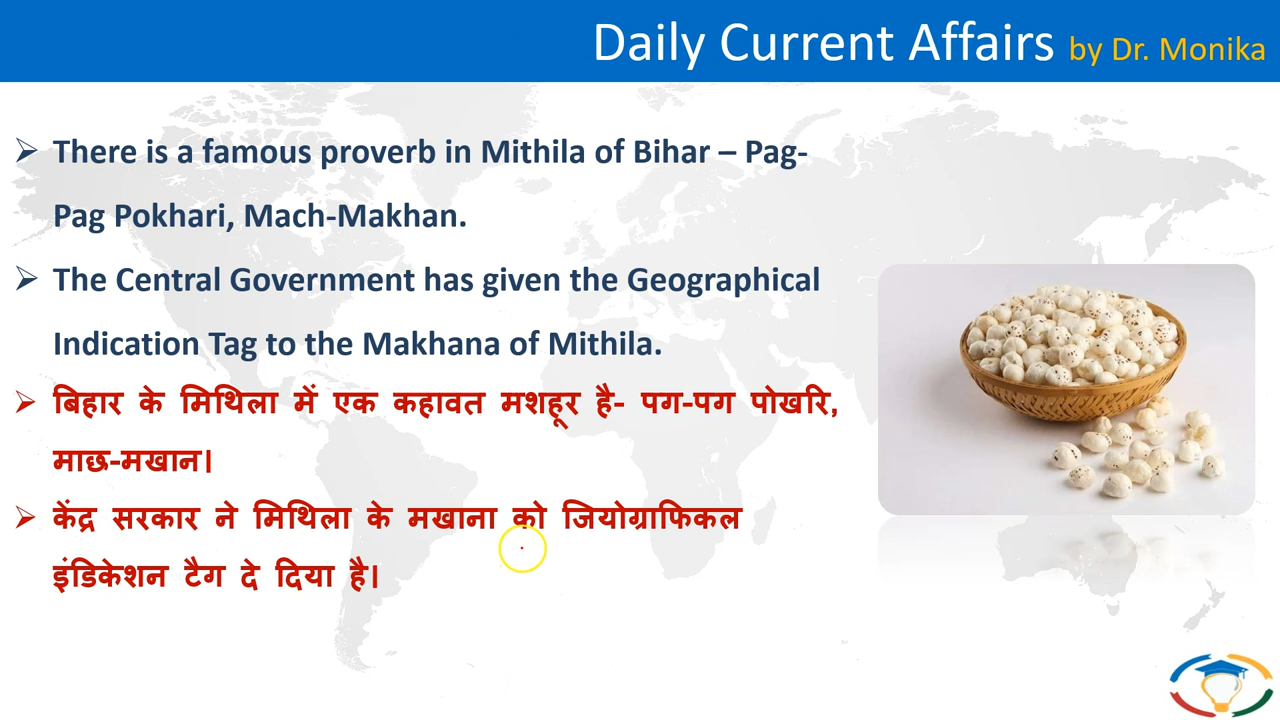 Daily Current Affairs by Dr. Monika
➢ There is a famous proverb in Mithila of Bihar – Pag-
Pag Pokhari, Mach-Makhan.
➢ The Central Government has given the Geographical
Indication Tag to the Makhana of Mithila.
➢ बिहार के मिथिला में एक कहावत मशहूर है- पग-पग पोखरि,
माछ-मखान।
➢ केंद्र सरकार ने मिथिला के मखाना को जियोग्राफिकल
इंडिकेशन टैग दे दिया है।